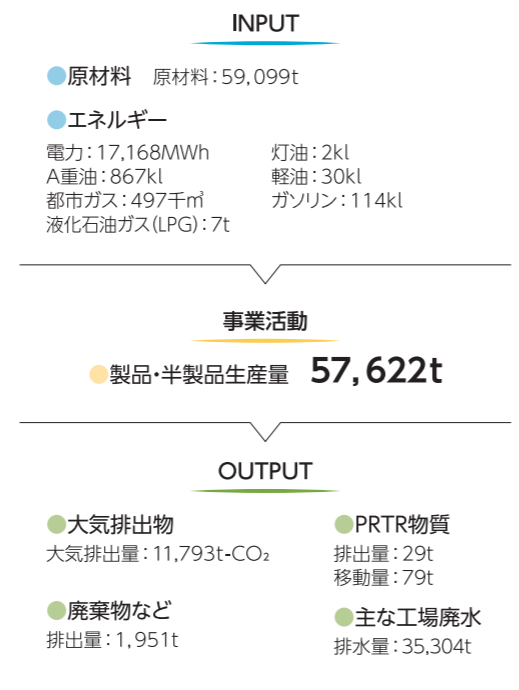 INPUT
●原材料 原材料：59,099t
●エネルギー
電力：17,168MWh
A重油：867kl
都市ガス：497千㎥
液化石油ガス(LPG)：7t
灯油：2kl
軽油：30kl
ガソリン：114kl
事業活動
●製品・半製品生産量 57,622t
OUTPUT
●大気排出物
大気排出量：11,793t-CO₂
●廃棄物など
排出量：1,951t
●PRTR物質
排出量：29t
移動量：79t
●主な工場廃水
排水量：35,304t